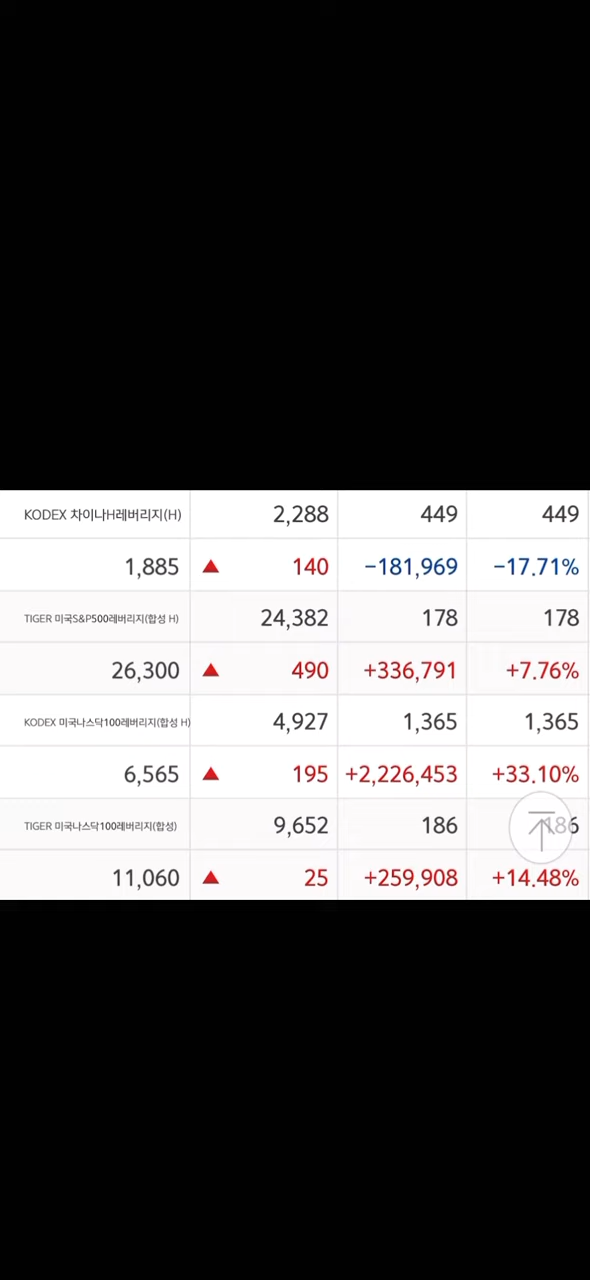 KODEX 차이나H레버리지(H) 2,288 449 449
1,885 ▲ 140 -181,969 -17.71%
TIGER 미국S&P500레버리지(합성 H) 24,382 178 178
26,300 ▲ 490 +336,791 +7.76%
KODEX 미국나스닥100레버리지(합성 H) 4,927 1,365 1,365
6,565 ▲ 195 +2,226,453 +33.10%
TIGER 미국나스닥100레버리지(합성) 9,652 186 186
11,060 ▲ 25 +259,908 +14.48%